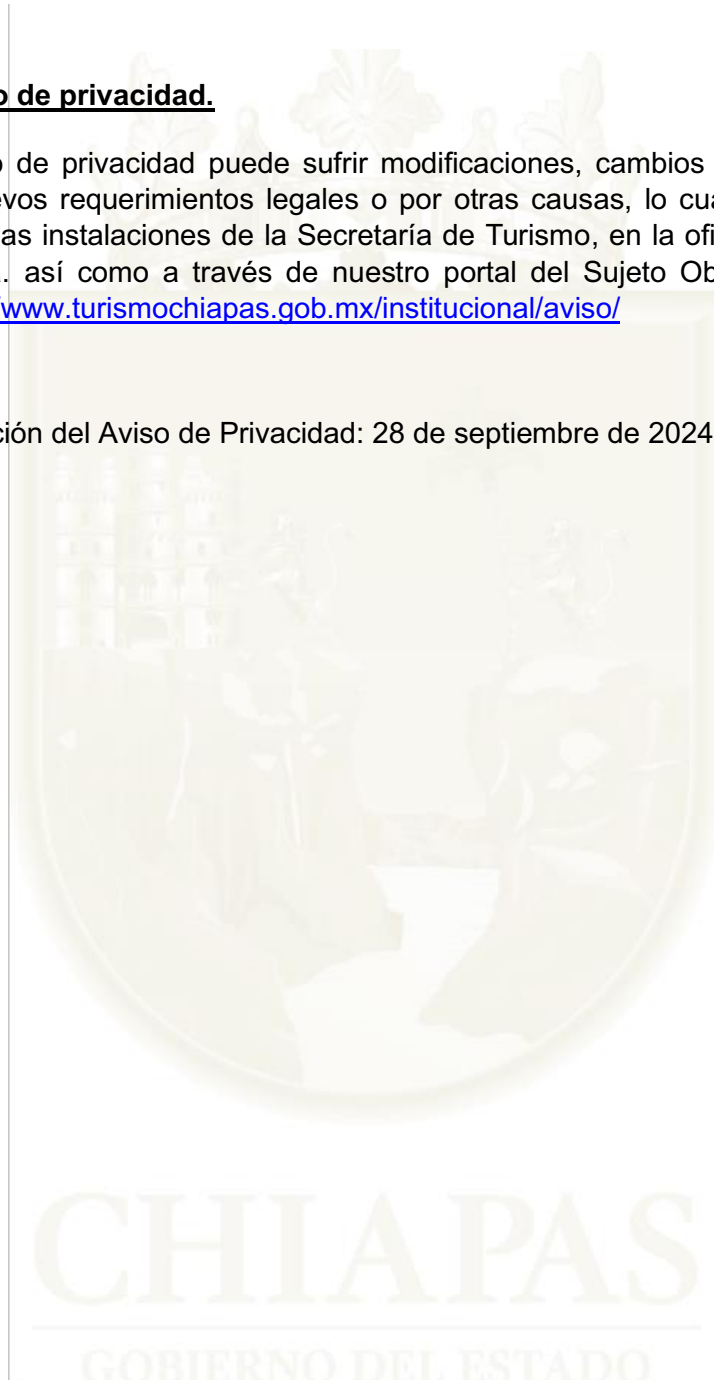 o de privacidad.
o de privacidad puede sufrir modificaciones, cambios
evos requerimientos legales o por otras causas, lo cua
as instalaciones de la Secretaría de Turismo, en la ofi
. así como a través de nuestro portal del Sujeto Ob
/www.turismochiapas.gob.mx/institucional/aviso/
ción del Aviso de Privacidad: 28 de septiembre de 2024
CHIAPAS
GOBIERNO DEL ESTADO